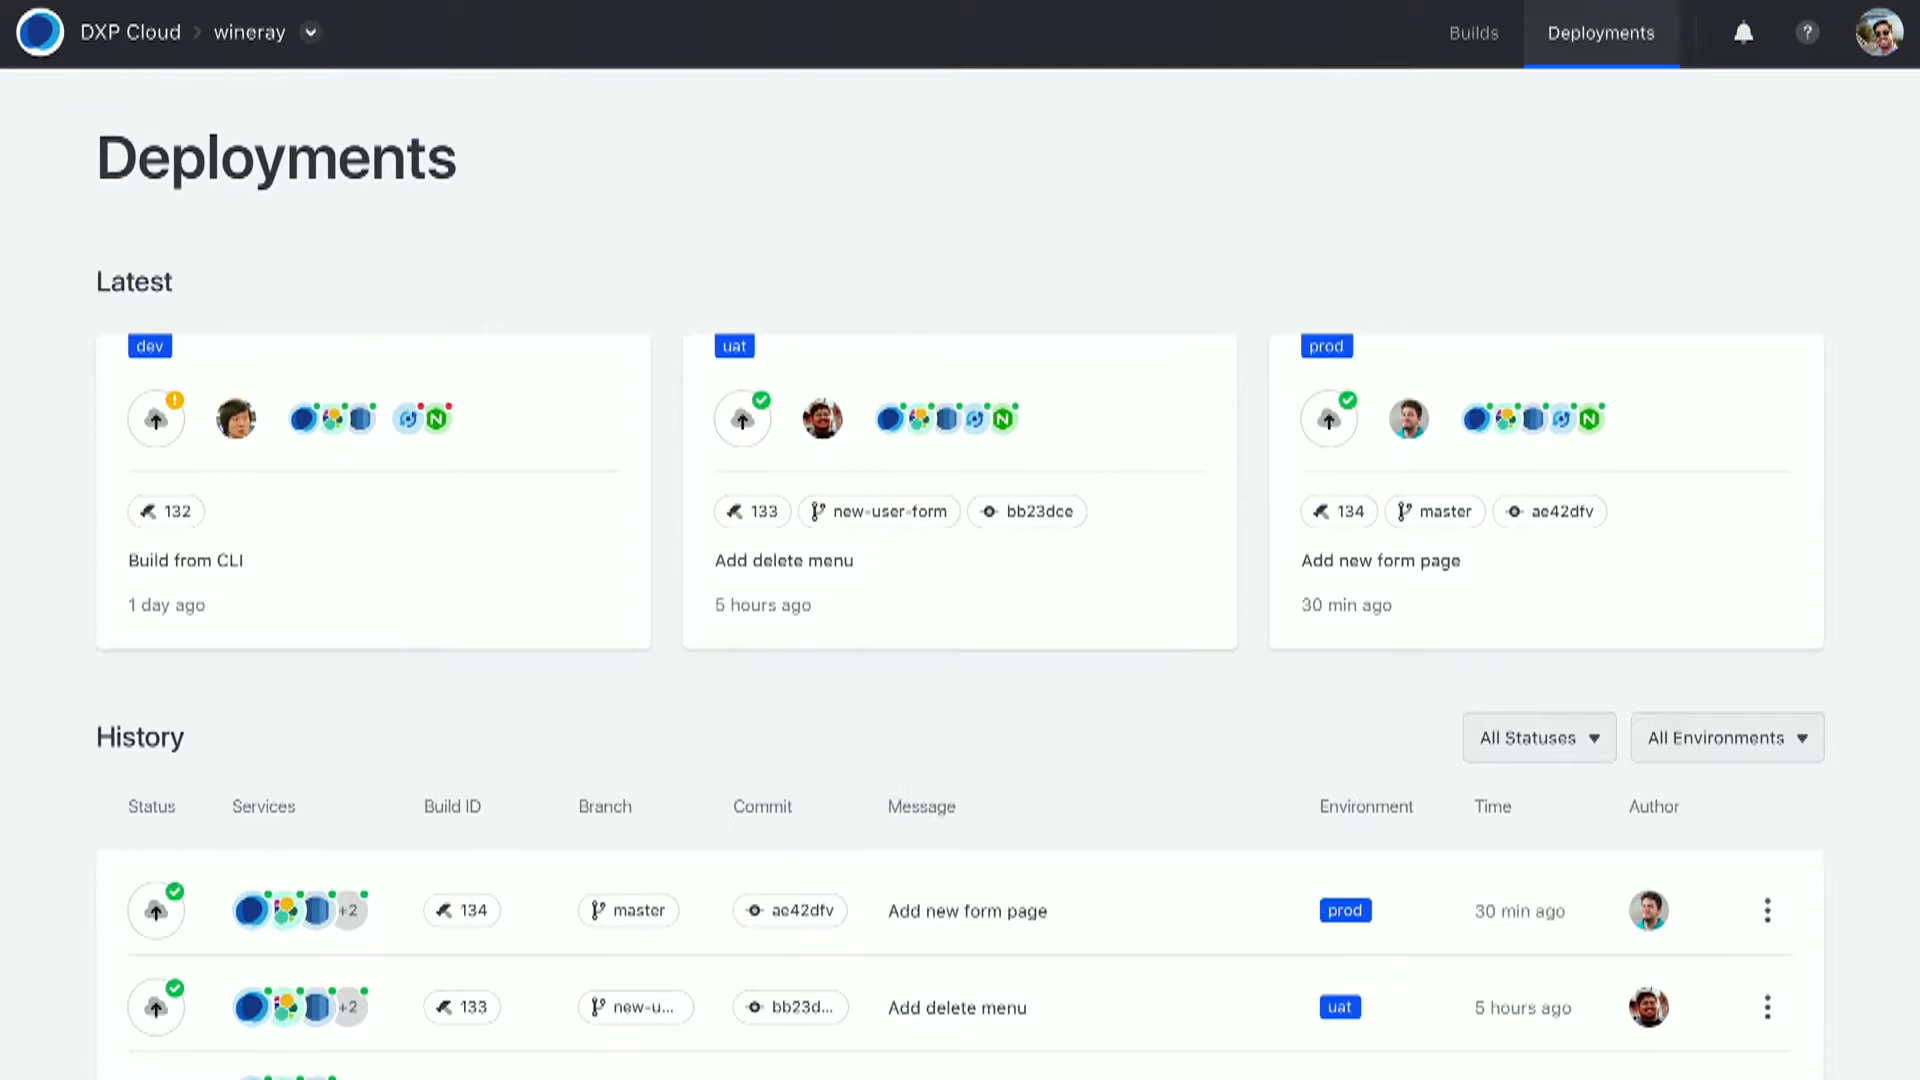 DXP Cloud > wineray
Builds
Deployments
?
Deployments
Latest
dev
132
Build from CLI
1 day ago
uat
133 new-user-form bb23dce
Add delete menu
5 hours ago
prod
134 master ae42dfv
Add new form page
30 min ago
History
All Statuses
All Environments
Status Services Build ID Branch Commit Message Environment Time Author
+2 134 master ae42dfv Add new form page prod 30 min ago
+2 133 new-u... bb23d... Add delete menu uat 5 hours ago